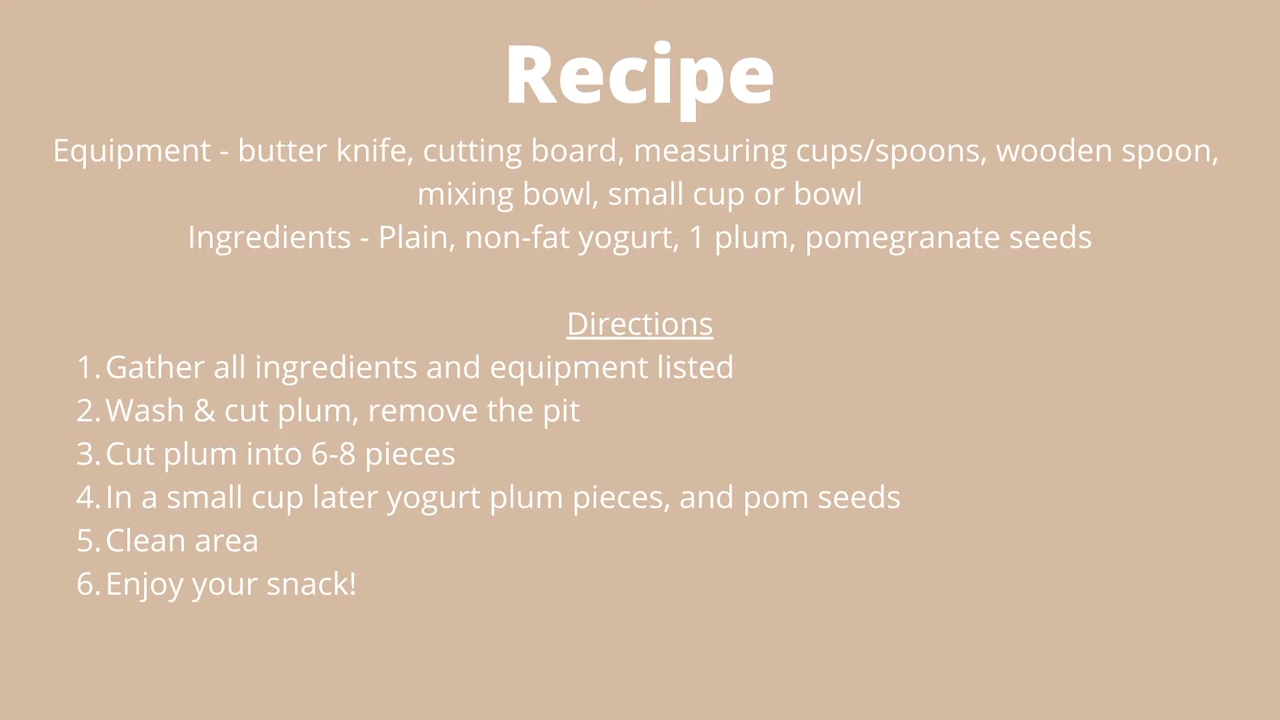 Recipe
Equipment - butter knife, cutting board, measuring cups/spoons, wooden spoon,
mixing bowl, small cup or bowl
Ingredients - Plain, non-fat yogurt, 1 plum, pomegranate seeds
Directions
1. Gather all ingredients and equipment listed
2. Wash & cut plum, remove the pit
3. Cut plum into 6-8 pieces
4. In a small cup later yogurt plum pieces, and pom seeds
5. Clean area
6. Enjoy your snack!